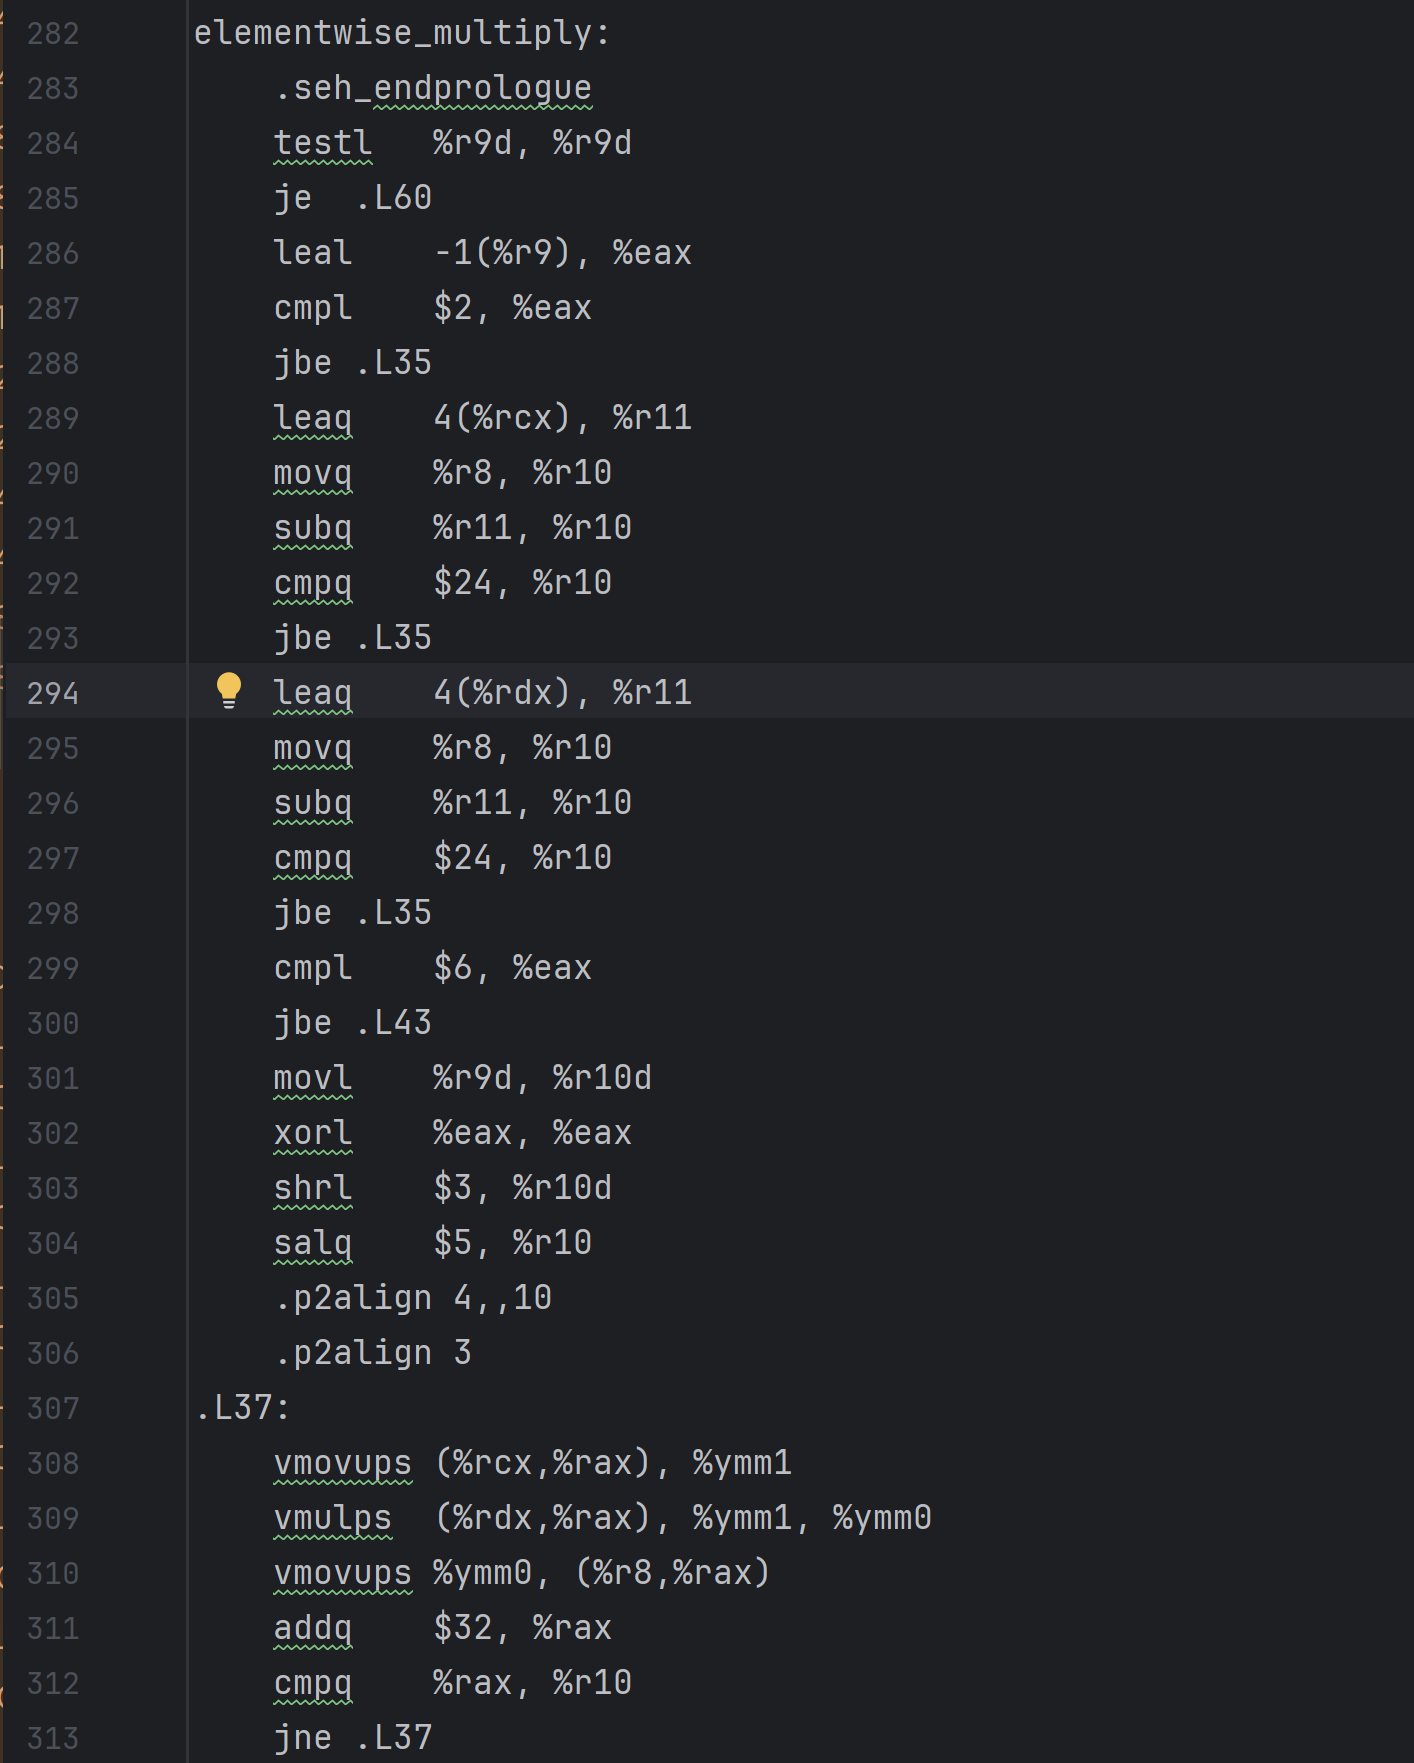 282 elementwise_multiply:
283 .seh_endprologue
284 testl %r9d, %r9d
285 je .L60
286 leal -1(%r9), %eax
287 cmpl $2, %eax
288 jbe .L35
289 leaq 4(%rcx), %r11
290 movq %r8, %r10
291 subq %r11, %r10
292 cmpq $24, %r10
293 jbe .L35
294 leaq 4(%rdx), %r11
295 movq %r8, %r10
296 subq %r11, %r10
297 cmpq $24, %r10
298 jbe .L35
299 cmpl $6, %eax
300 jbe .L43
301 movl %r9d, %r10d
302 xorl %eax, %eax
303 shrl $3, %r10d
304 salq $5, %r10
305 .p2align 4,,10
306 .p2align 3
307 .L37:
308 vmovups (%rcx,%rax), %ymm1
309 vmulps (%rdx,%rax), %ymm1, %ymm0
310 vmovups %ymm0, (%r8,%rax)
311 addq $32, %rax
312 cmpq %rax, %r10
313 jne .L37